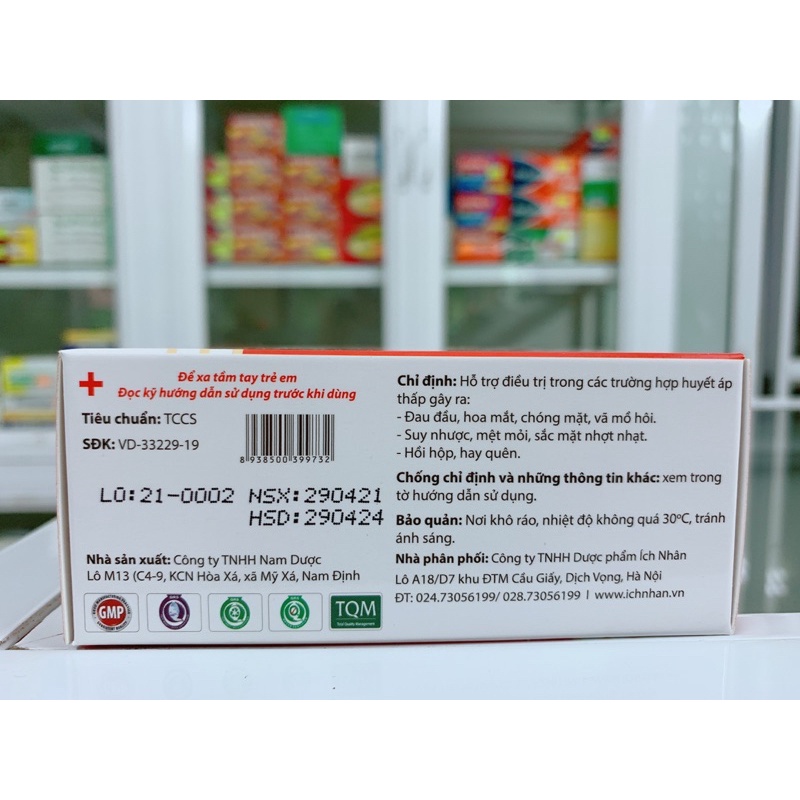 Để xa tầm tay trẻ em
Đọc kỹ hướng dẫn sử dụng trước khi dùng
Tiêu chuẩn: TCCS
SĐK: VD-33229-19
8 938500 399732
LÔ:21-0002 NSX:290421
HSD:290424
Nhà sản xuất: Công ty TNHH Nam Dược
Lô M13 (C4-9, KCN Hòa Xá, xã Mỹ Xá, Nam Định
GMP
TQM
Total Quality Management
Chỉ định: Hỗ trợ điều trị trong các trường hợp huyết áp
thấp gây ra:
- Đau đầu, hoa mắt, chóng mặt, vã mồ hôi.
- Suy nhược, mệt mỏi, sắc mặt nhợt nhạt.
- Hồi hộp, hay quên.
Chống chỉ định và những thông tin khác: xem trong
tờ hướng dẫn sử dụng.
Bảo quản: Nơi khô ráo, nhiệt độ không quá 30ºC, tránh
ánh sáng.
Nhà phân phối: Công ty TNHH Dược phẩm Ích Nhân
Lô A18/D7 khu ĐTM Cầu Giấy, Dịch Vọng, Hà Nội
ĐT: 024.73056199/ 028.73056199 I www.ichnhan.vn